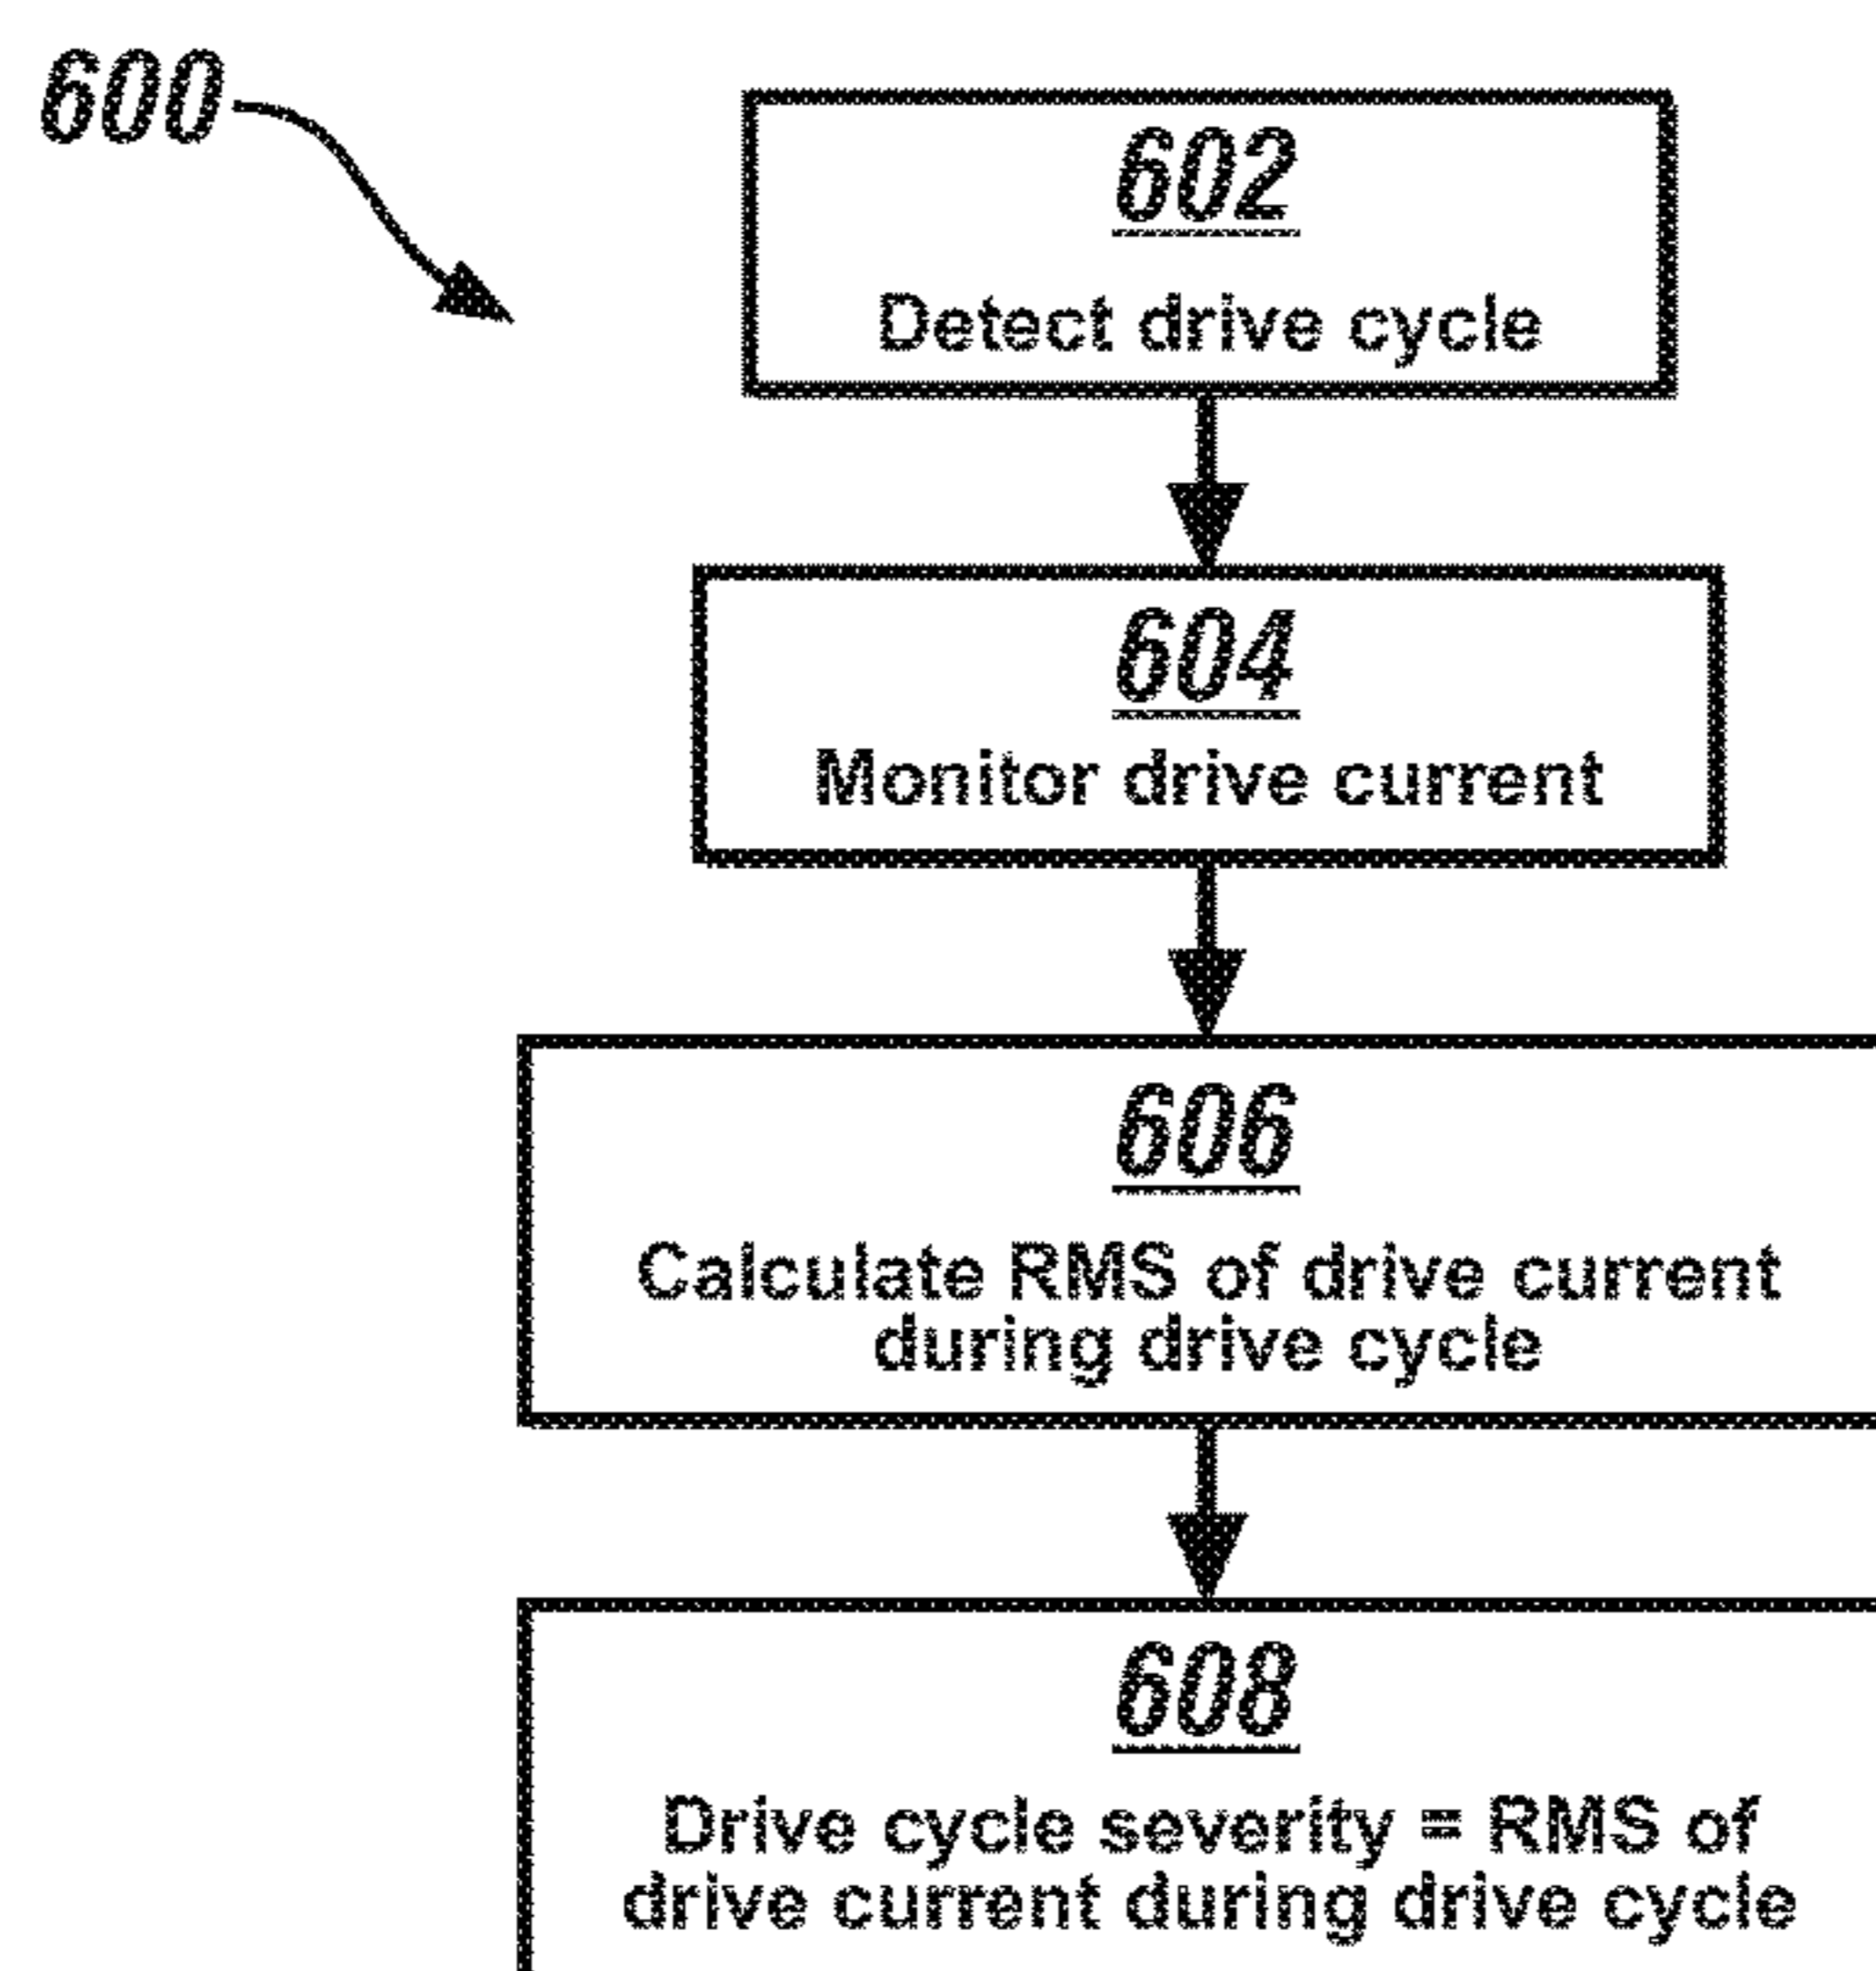 600
602
Detect drive cycle
604
Monitor drive current
606
Calculate RMS of drive current
during drive cycle
608
Drive cycle severity = RMS of
drive current during drive cycle